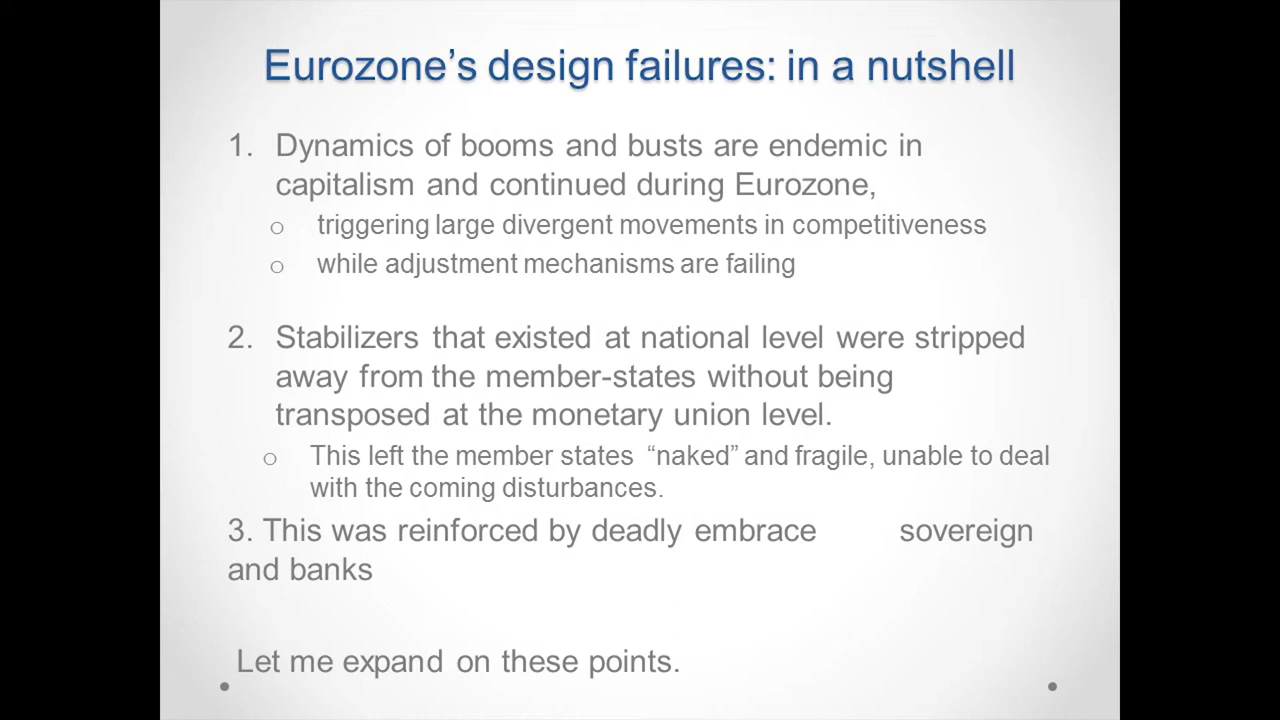 Eurozone’s design failures: in a nutshell
1. Dynamics of booms and busts are endemic in
capitalism and continued during Eurozone,
o triggering large divergent movements in competitiveness
o while adjustment mechanisms are failing
2. Stabilizers that existed at national level were stripped
away from the member-states without being
transposed at the monetary union level.
o This left the member states “naked” and fragile, unable to deal
with the coming disturbances.
3. This was reinforced by deadly embrace sovereign
and banks
Let me expand on these points.